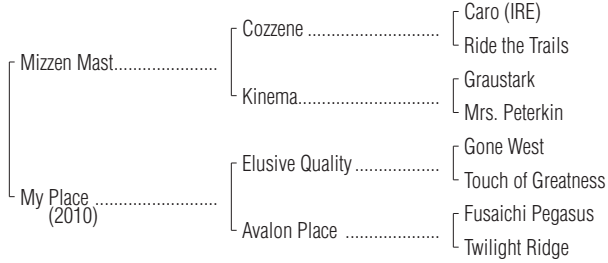 Caro (IRE)
Cozzene ........................
Ride the Trails
Mizzen Mast.....................
Graustark
Kinema..........................
Mrs. Peterkin
Gone West
Elusive Quality ................
Touch of Greatness
My Place .......................
(2010)
Fusaichi Pegasus
Avalon Place ..................
Twilight Ridge